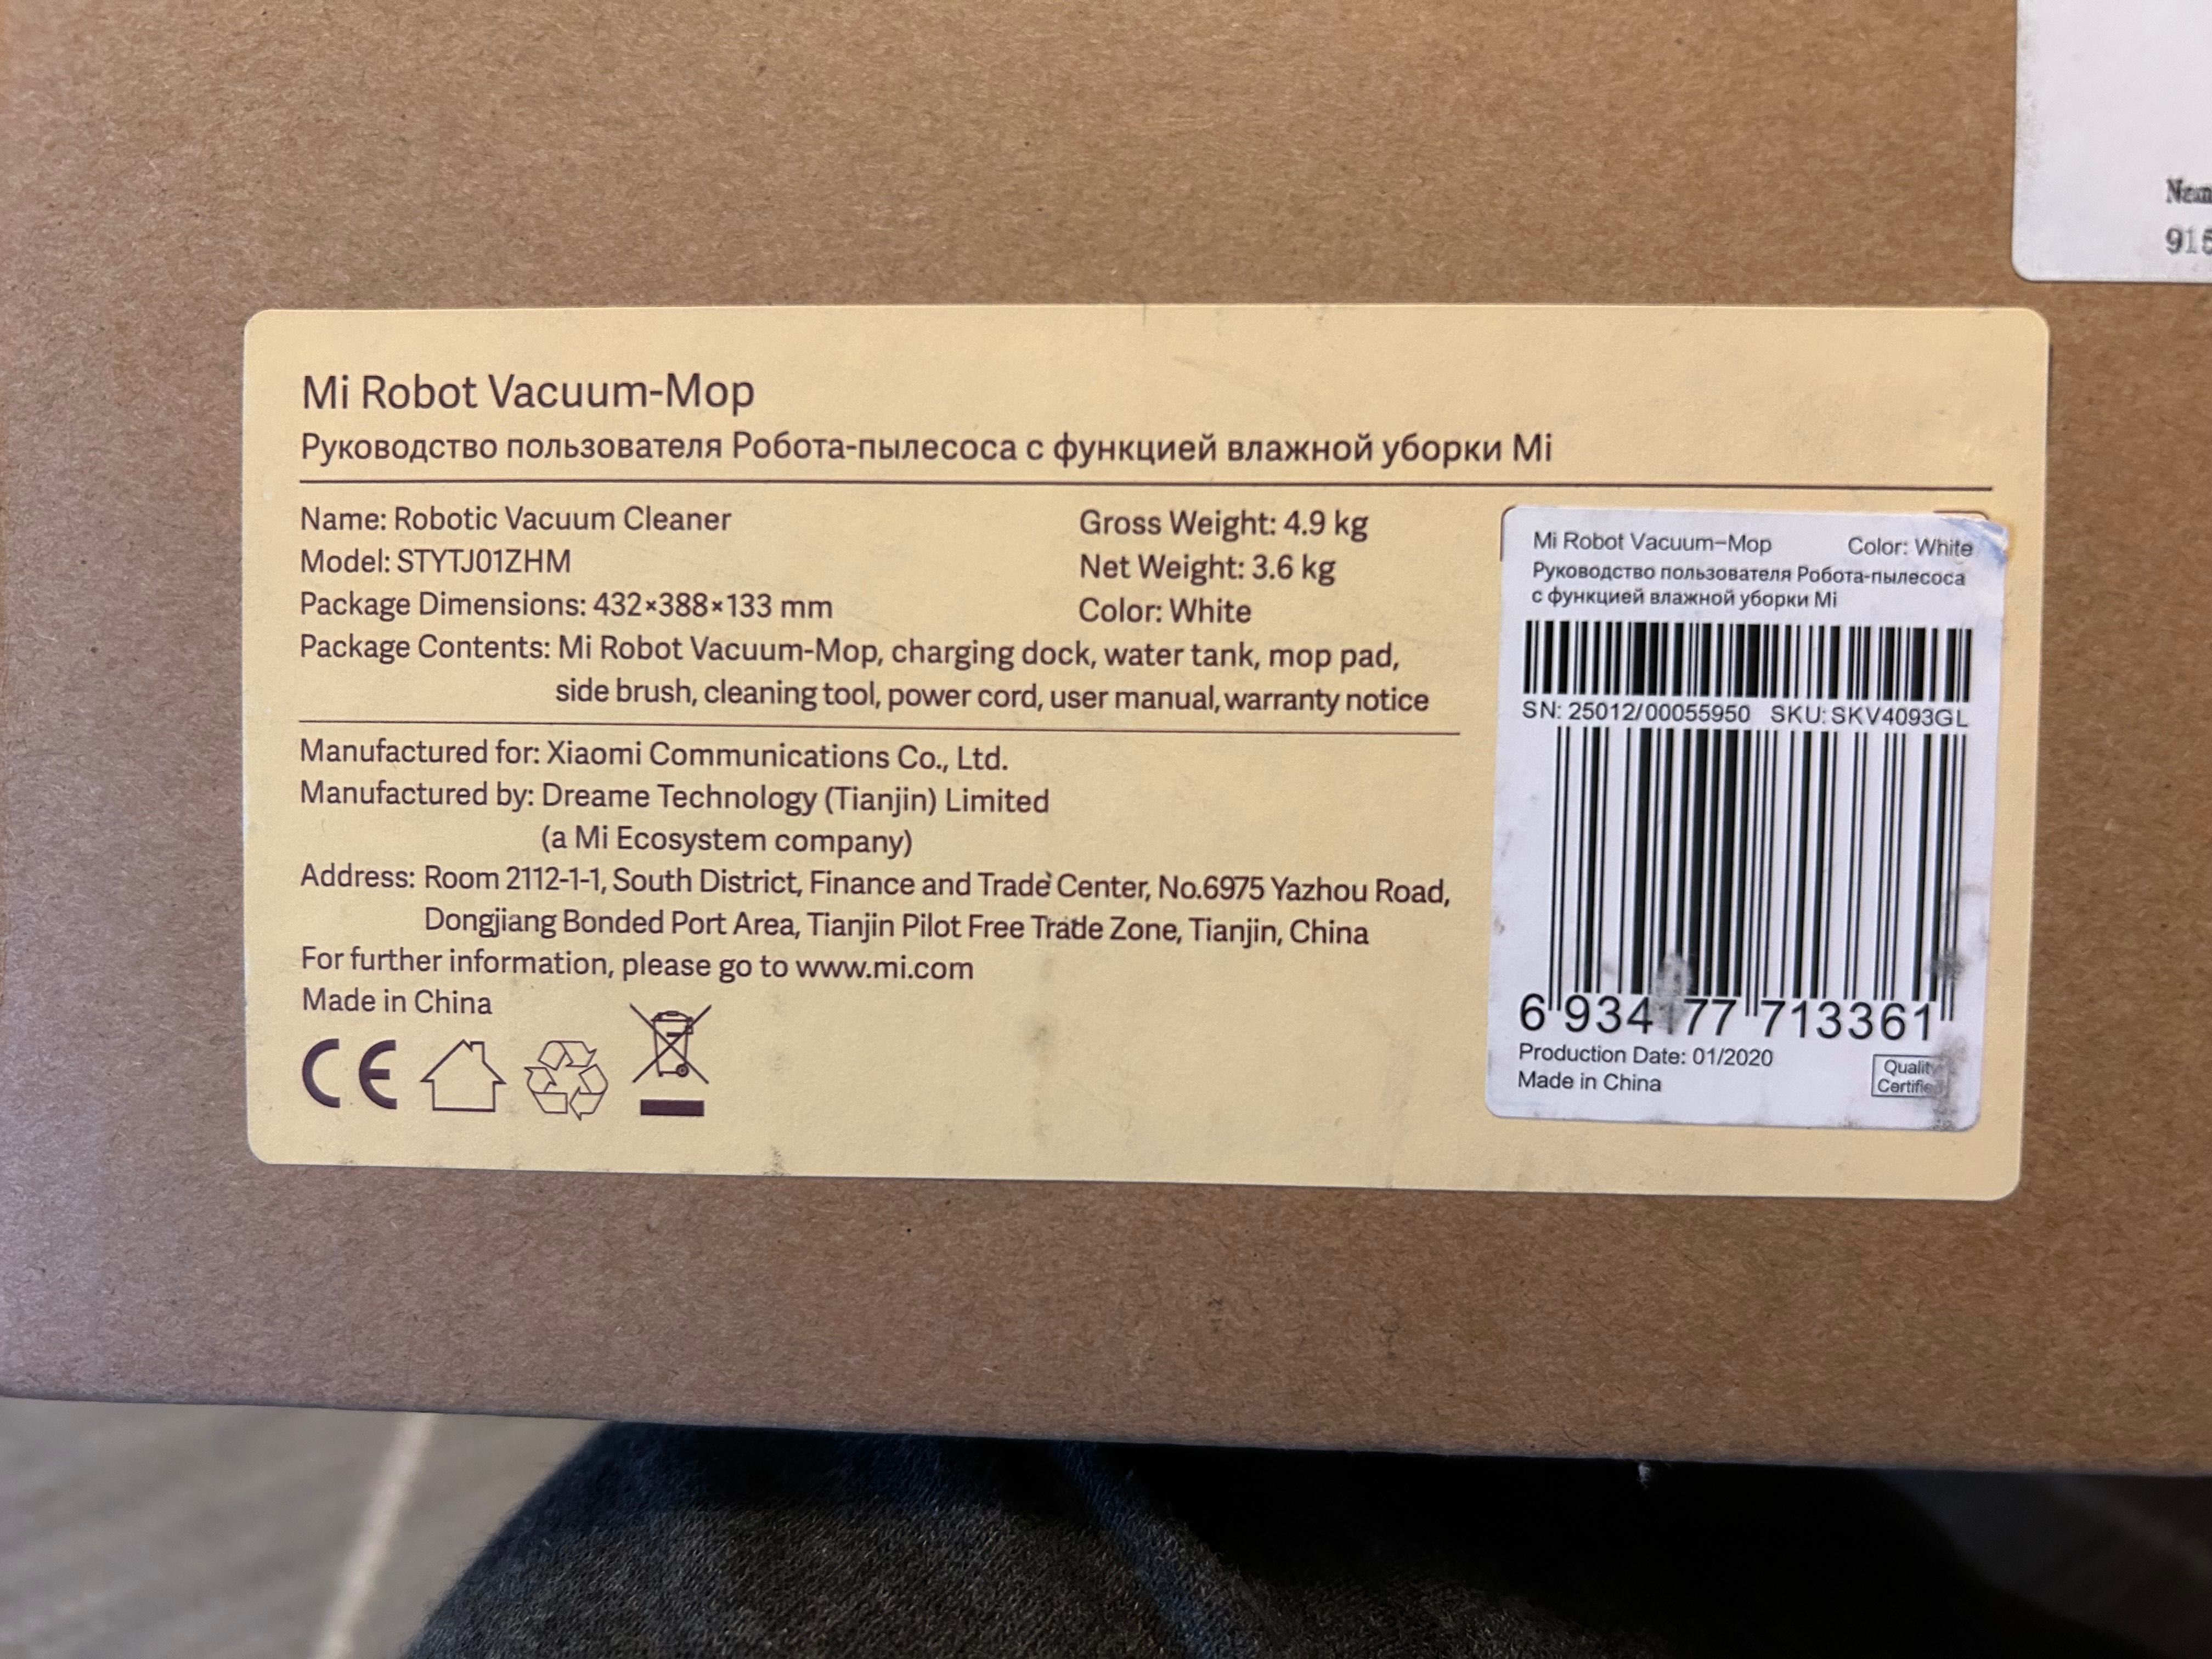 Mi Robot Vacuum-Mop
Руководство пользователя Робота-пылесоса с функцией влажной уборки Mi
Name: Robotic Vacuum Cleaner
Model: STYTJ01ZHM
Package Dimensions: 432×388×133 mm
Gross Weight: 4.9 kg
Net Weight: 3.6 kg
Color: White
Package Contents: Mi Robot Vacuum-Mop, charging dock, water tank, mop pad,
side brush, cleaning tool, power cord, user manual, warranty notice
Manufactured for: Xiaomi Communications Co., Ltd.
Manufactured by: Dreame Technology (Tianjin) Limited
(a Mi Ecosystem company)
Address: Room 2112-1-1, South District, Finance and Trade Center, No.6975 Yazhou Road,
Dongjiang Bonded Port Area, Tianjin Pilot Free Trade Zone, Tianjin, China
For further information, please go to www.mi.com
Made in China
CE
Mi Robot Vacuum-Mop Color: White
Руководство пользователя Робота-пылесоса
с функцией влажной уборки Mi
SN: 25012/00055950 SKU: SKV4093GL
6 934177 713361
Production Date: 01/2020
Made in China
Quality
Certified